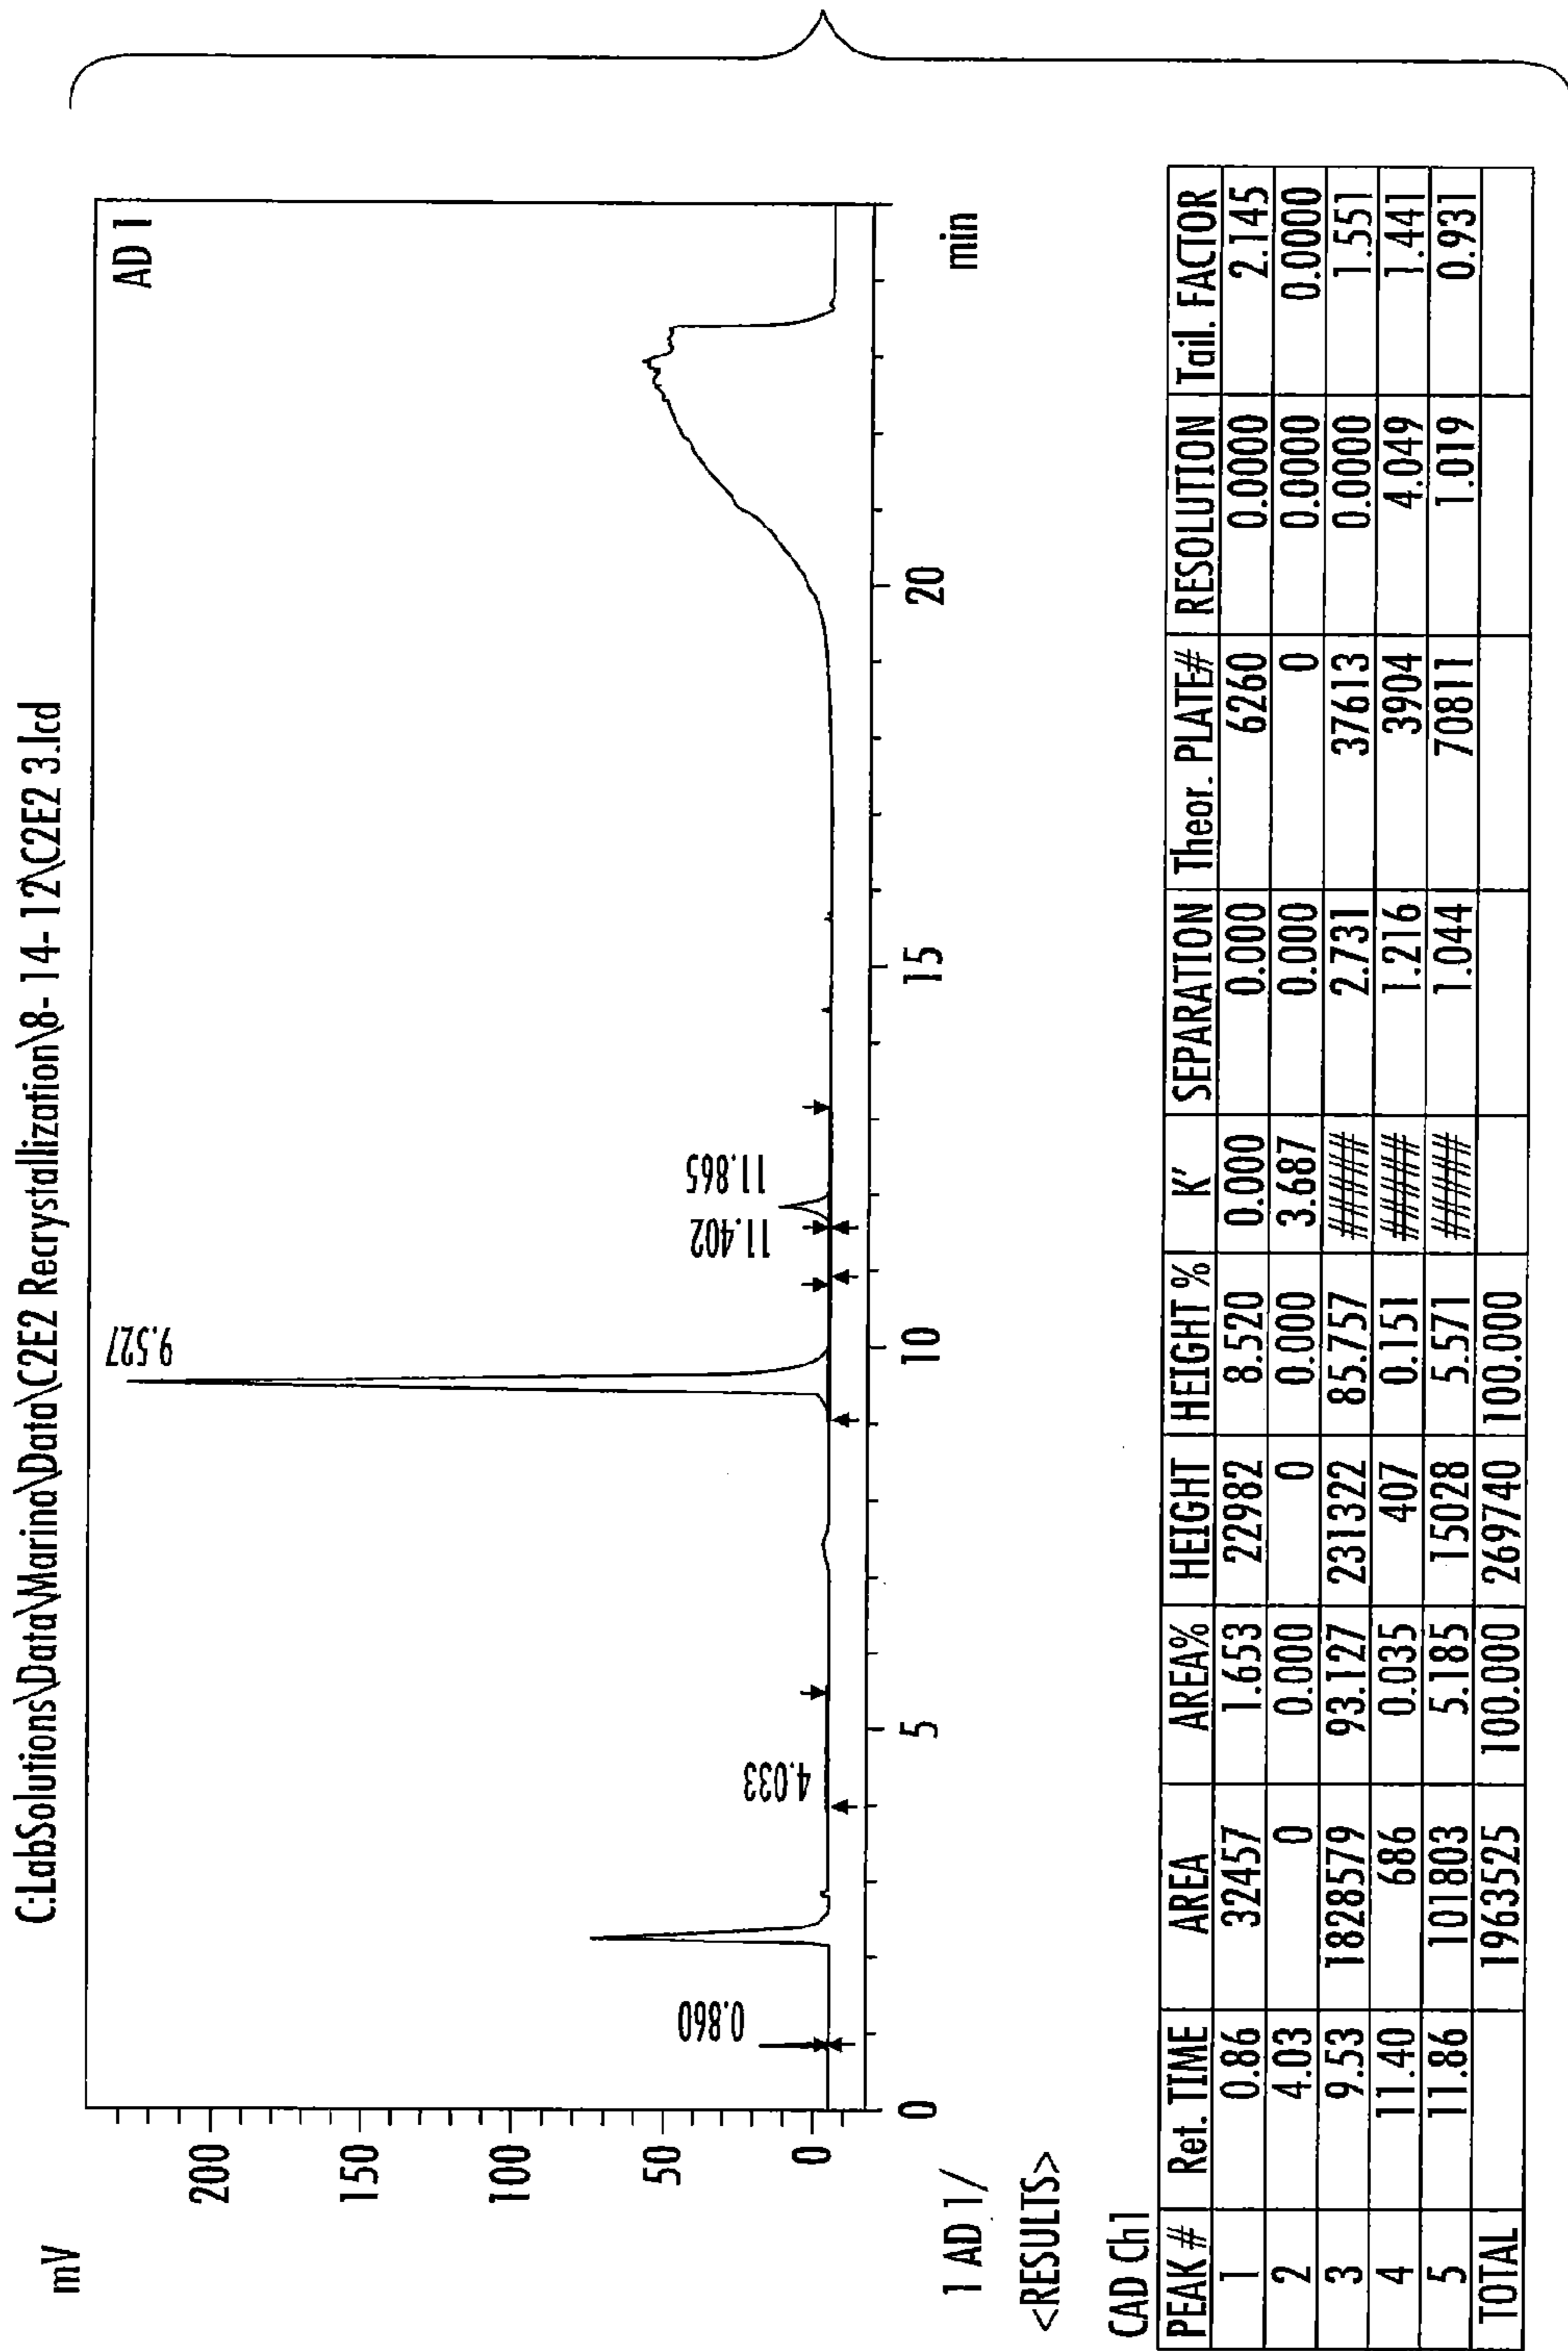 C:LabSolutions\Data\Marina\Data\C2E2 Recrystallization\8-14-12\C2E2 3.lcd
mV
AD 1
200
150
100
50
0
0.860
4.033
9.527
11.402
11.865
0 5 10 15 20 min
1 AD 1/
<RESULTS>
CAD Ch1
PEAK # Ret. TIME AREA AREA% HEIGHT HEIGHT % K' SEPARATION Theor. PLATE# RESOLUTION Tail. FACTOR
1 0.86 32457 1.653 22982 8.520 0.000 0.000 6260 0.0000 2.145
2 4.03 0 0.000 0 0.000 3.687 0.000 0 0.0000 0.0000
3 9.53 1828579 93.127 231322 85.757 ##### 2.731 37613 0.0000 1.551
4 11.40 686 0.035 407 0.151 ##### 1.216 3904 4.049 1.441
5 11.86 101803 5.185 15028 5.571 ##### 1.044 70811 1.019 0.931
TOTAL 1963525 100.000 269740 100.000